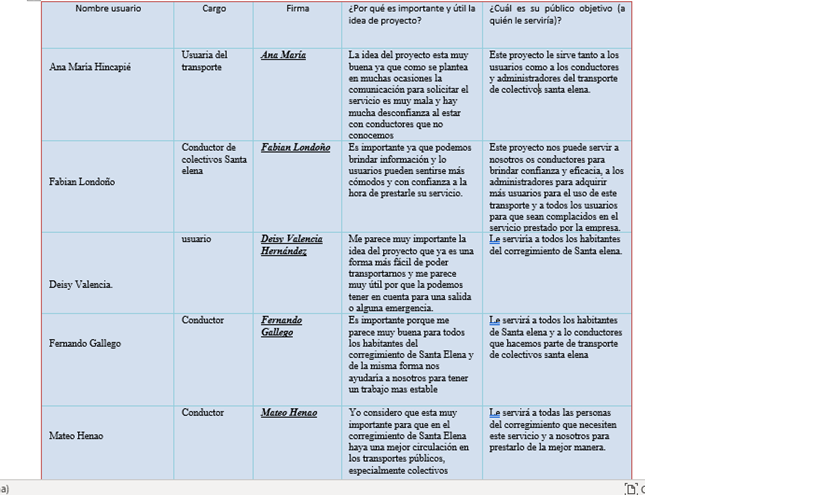 Nombre usuario
Cargo
Firma
¿Por qué es importante y útil la
idea de proyecto?
¿Cuál es su público objetivo (a
quién le serviría)?
Ana María Hincapié
Usuaria del
transporte
Ana María
La idea del proyecto esta muy
buena ya que como se plantea
en muchas ocasiones la
comunicación para solicitar el
servicio es muy mala y hay
mucha desconfianza al estar
con conductores que no
conocemos
Este proyecto le sirve tanto a los
usuarios como a los conductores
y administradores del transporte
de colectivos santa elena.
Fabian Londoño
Conductor de
colectivos Santa
elena
Fabian Londoño
Es importante ya que podemos
brindar información y lo
usuarios pueden sentirse más
cómodos y con confianza a la
hora de prestarle su servicio.
Este proyecto nos puede servir a
nosotros os conductores para
brindar confianza y eficacia, a los
administradores para adquirir
más usuarios para el uso de este
transporte y a todos los usuarios
para que sean complacidos en el
servicio prestado por la empresa.
Deisy Valencia.
usuario
Deisy Valencia
Hernández
Me parece muy importante la
idea del proyecto que ya es una
forma más fácil de poder
transportarnos y me parece
muy útil por que la podemos
tener en cuenta para una salida
o alguna emergencia.
Le serviría a todos los habitantes
del corregimiento de Santa elena.
Fernando Gallego
Conductor
Fernando
Gallego
Es importante porque me
parece muy buena para todos
los habitantes del
corregimiento de Santa Elena y
de la misma forma nos
ayudaría a nosotros para tener
un trabajo mas estable
Le servirá a todos los habitantes
de Santa elena y a lo conductores
que hacemos parte de transporte
de colectivos santa elena
Mateo Henao
Conductor
Mateo Henao
Yo considero que esta muy
importante para que en el
corregimiento de Santa Elena
haya una mejor circulación en
los transportes públicos,
especialmente colectivos
Le servirá a todas las personas
del corregimiento que necesiten
este servicio y a nosotros para
prestarlo de la mejor manera.